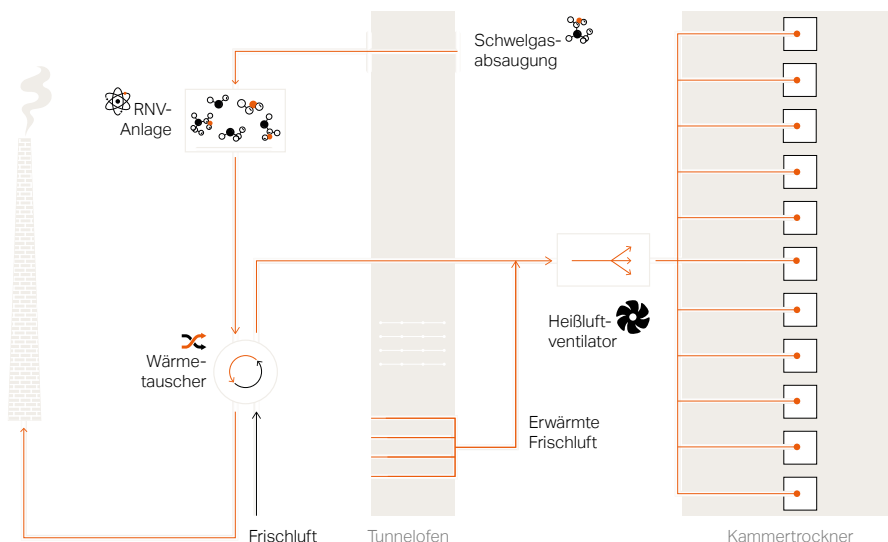 Schwelgas-
absaugung
RNV-
Anlage
Heißluft-
ventilator
Wärme-
tauscher
Erwärmte
Frischluft
Frischluft
Tunnelofen
Kammertrockner